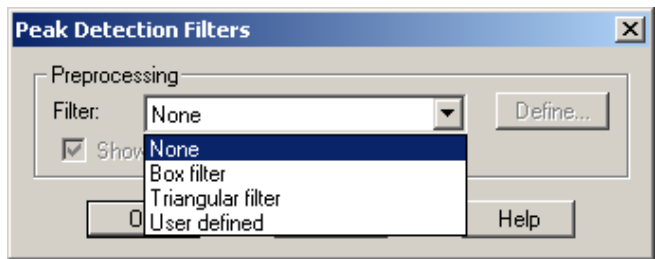 Peak Detection Filters
Preprocessing
Filter:
None
Define...
Show
None
Box filter
Triangular filter
User defined
Help